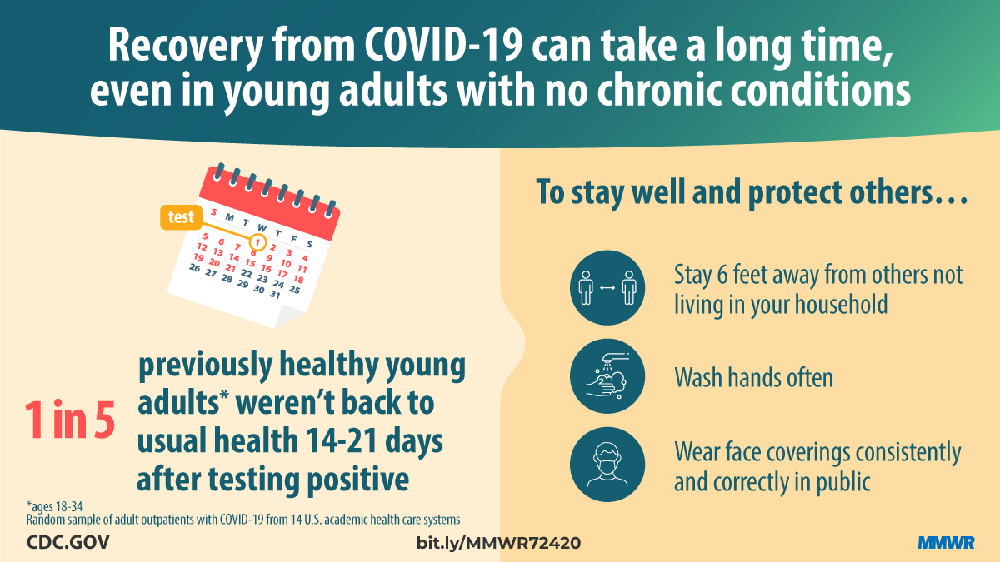 Recovery from COVID-19 can take a long time,
even in young adults with no chronic conditions
test
S M T W T F S
1 2 3 4
5 6 7 8 9 10 11
12 13 14 15 16 17 18
19 20 21 22 23 24 25
26 27 28 29 30 31
1 in 5
previously healthy young
adults* weren’t back to
usual health 14-21 days
after testing positive
*ages 18-34
Random sample of adult outpatients with COVID-19 from 14 U.S. academic health care systems
To stay well and protect others…
Stay 6 feet away from others not
living in your household
Wash hands often
Wear face coverings consistently
and correctly in public
CDC.GOV
bit.ly/MMWR72420
MMWR